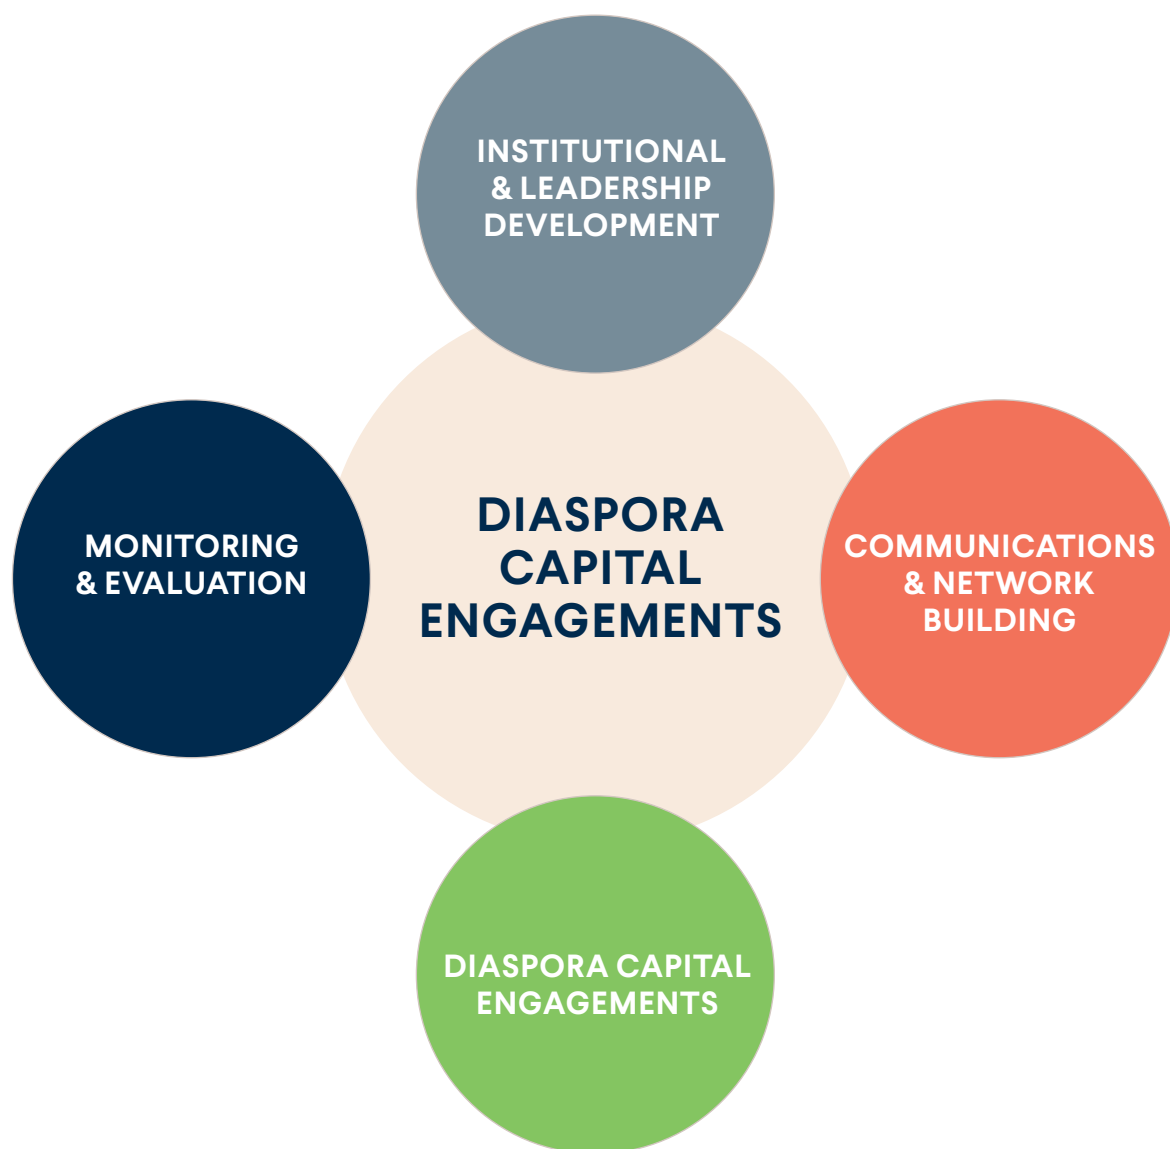 INSTITUTIONAL
& LEADERSHIP
DEVELOPMENT
MONITORING
& EVALUATION
DIASPORA
CAPITAL
ENGAGEMENTS
COMMUNICATIONS
& NETWORK
BUILDING
DIASPORA CAPITAL
ENGAGEMENTS